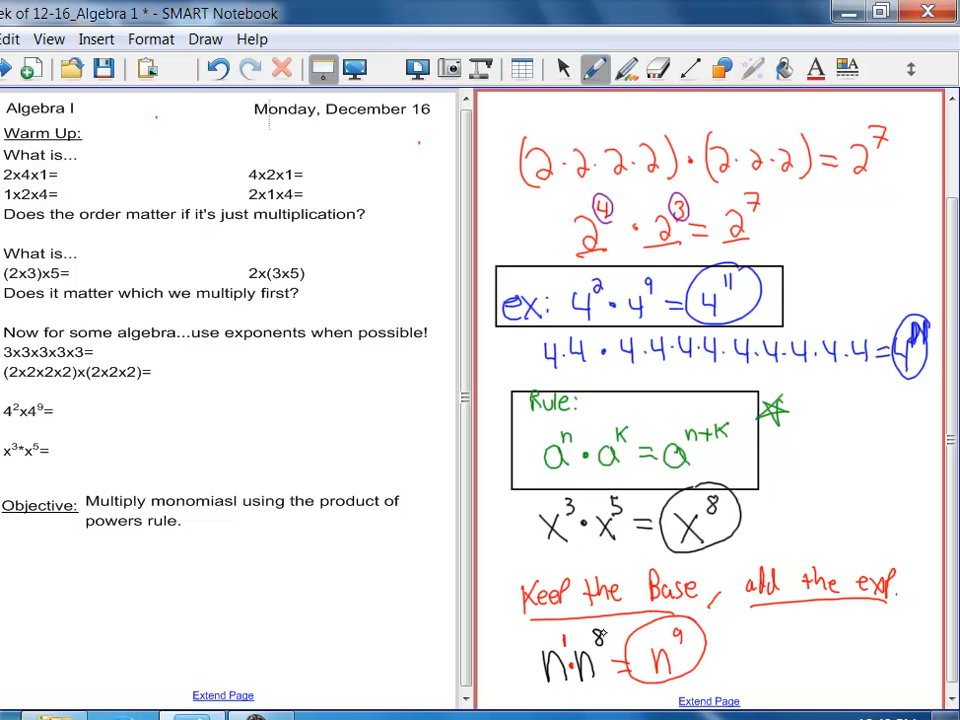 ek of 12-16_Algebra 1 * - SMART Notebook
Edit View Insert Format Draw Help
Algebra I Monday, December 16
Warm Up:
What is...
2x4x1= 4x2x1=
1x2x4= 2x1x4=
Does the order matter if it's just multiplication?
What is...
(2x3)x5= 2x(3x5)
Does it matter which we multiply first?
Now for some algebra...use exponents when possible!
3x3x3x3x3=
(2x2x2x2)x(2x2x2)=
4²x4⁹=
x³*x⁵=
Objective: Multiply monomiasl using the product of
powers rule.
Extend Page
(2·2·2·2)·(2·2·2)=2⁷
2⁴·2³=2⁷
ex: 4²·4⁹=4¹¹
4·4·4·4·4·4·4·4·4·4·4=4¹¹
Rule:
aⁿ·aᴷ=aⁿ⁺ᴷ
x³·x⁵=x⁸
Keep the Base, add the exp.
n¹·n⁸=n⁹
Extend Page